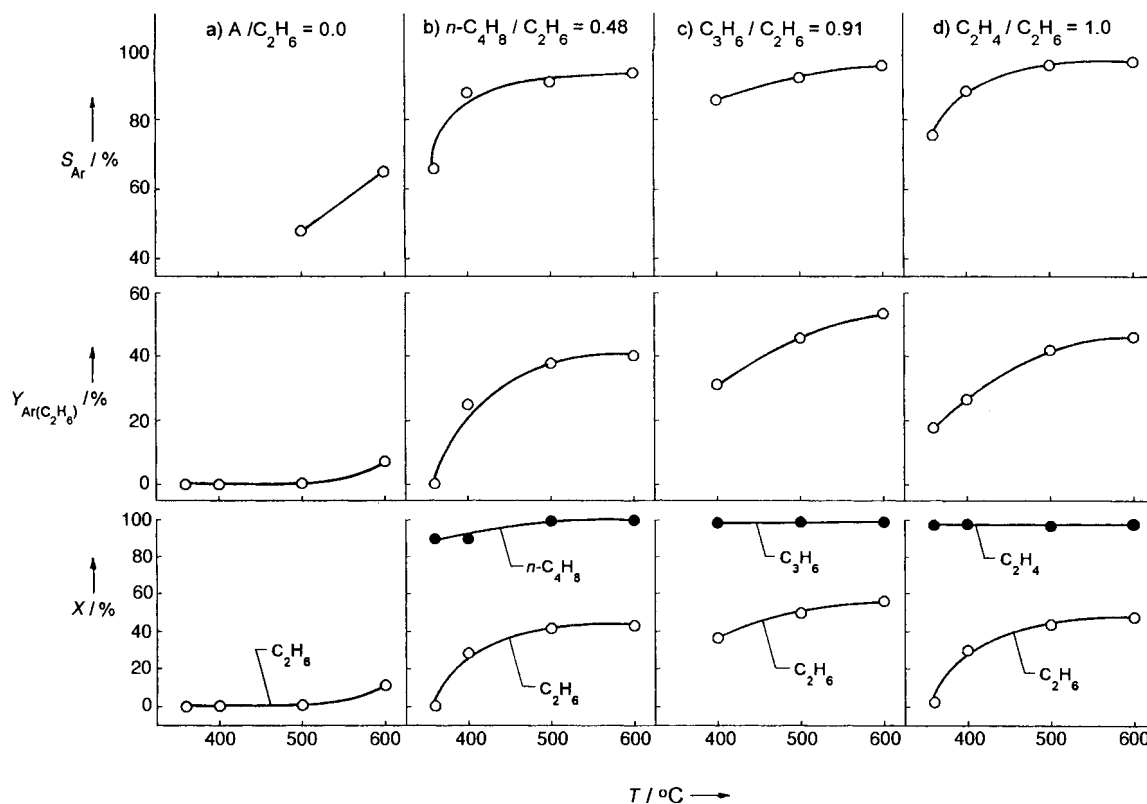 a) A /C2H6 = 0.0
b) n-C4H8 / C2H6 = 0.48
c) C3H6 / C2H6 = 0.91
d) C2H4 / C2H6 = 1.0
100
80
60
40
SAr / %
60
40
20
0
YAr(C2H6) / %
100
80
60
40
20
0
X / %
C2H6
n-C4H8
C2H6
C3H6
C2H6
C2H4
C2H6
400 500 600 400 500 600 400 500 600 400 500 600
T / °C